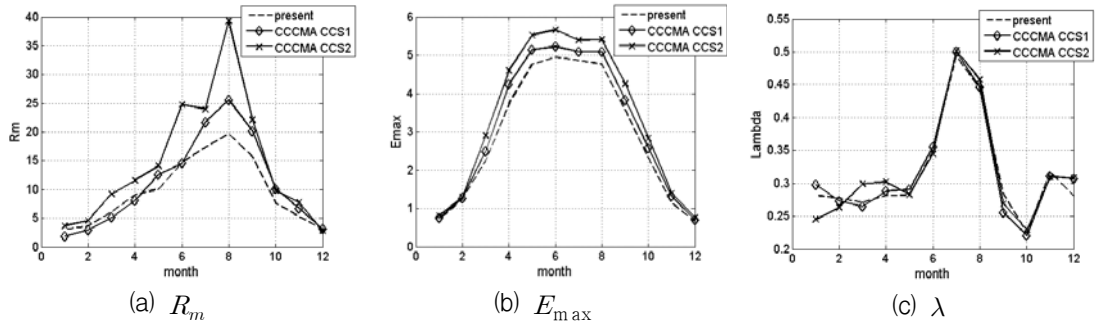 present
CCCMA CCS1
CCCMA CCS2
40
35
30
25
20
15
10
5
0
Rm
0 2 4 6 8 10 12
month
(a) R_m
present
CCCMA CCS1
CCCMA CCS2
6
5
4
3
2
1
0
Emax
0 2 4 6 8 10 12
month
(b) E_max
present
CCCMA CCS1
CCCMA CCS2
0.55
0.5
0.45
0.4
0.35
0.3
0.25
0.2
Lambda
0 2 4 6 8 10 12
month
(c) λ